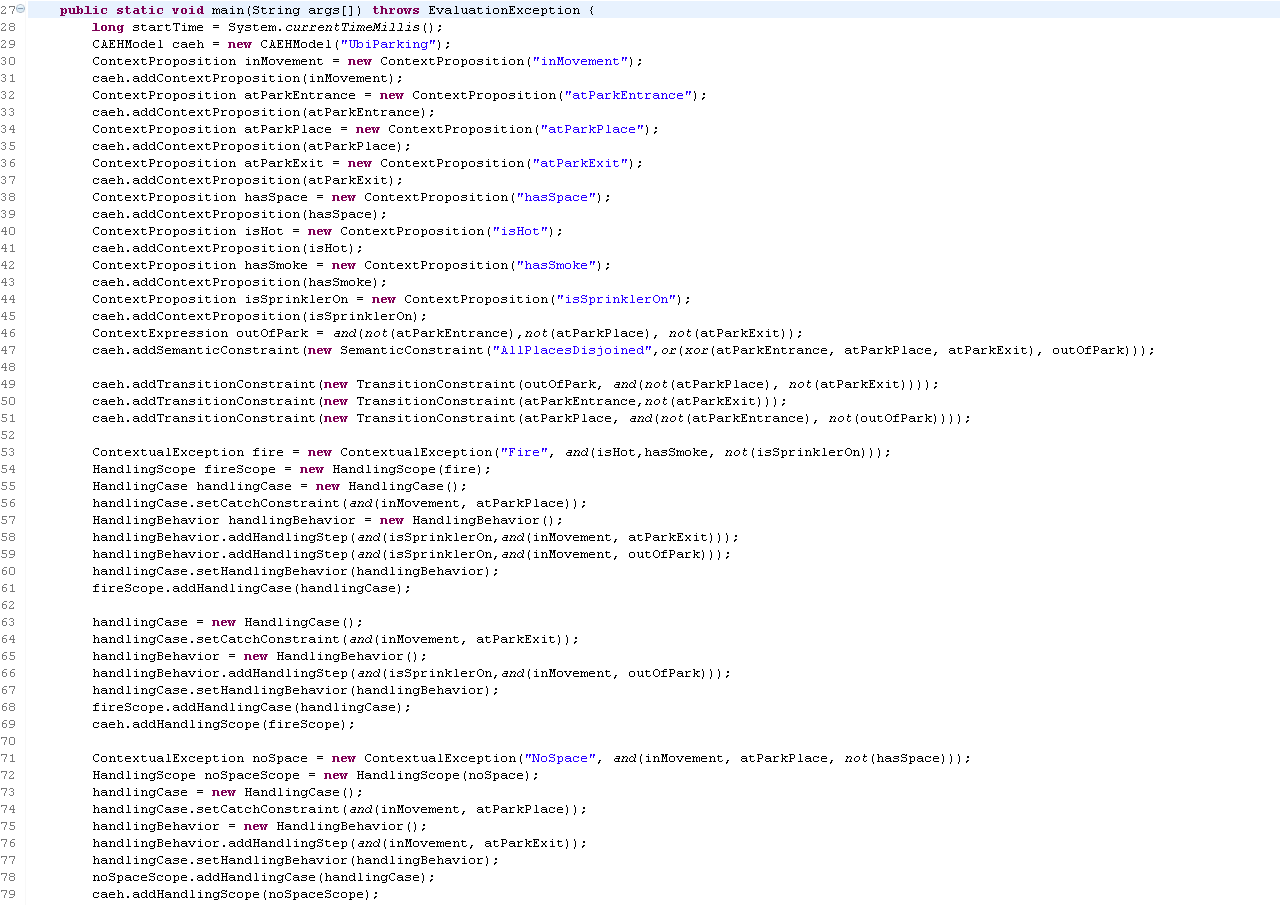 27 public static void main(String args[]) throws EvaluationException {
28 long startTime = System.currentTimeMillis();
29 CAEHModel caeh = new CAEHModel("UbiParking");
30 ContextProposition inMovement = new ContextProposition("inMovement");
31 caeh.addContextProposition(inMovement);
32 ContextProposition atParkEntrance = new ContextProposition("atParkEntrance");
33 caeh.addContextProposition(atParkEntrance);
34 ContextProposition atParkPlace = new ContextProposition("atParkPlace");
35 caeh.addContextProposition(atParkPlace);
36 ContextProposition atParkExit = new ContextProposition("atParkExit");
37 caeh.addContextProposition(atParkExit);
38 ContextProposition hasSpace = new ContextProposition("hasSpace");
39 caeh.addContextProposition(hasSpace);
40 ContextProposition isHot = new ContextProposition("isHot");
41 caeh.addContextProposition(isHot);
42 ContextProposition hasSmoke = new ContextProposition("hasSmoke");
43 caeh.addContextProposition(hasSmoke);
44 ContextProposition isSprinklerOn = new ContextProposition("isSprinklerOn");
45 caeh.addContextProposition(isSprinklerOn);
46 ContextExpression outOfPark = and(not(atParkEntrance),not(atParkPlace), not(atParkExit));
47 caeh.addSemanticConstraint(new SemanticConstraint("AllPlacesDisjoined",or(xor(atParkEntrance, atParkPlace, atParkExit), outOfPark)));
48
49 caeh.addTransitionConstraint(new TransitionConstraint(outOfPark, and(not(atParkPlace), not(atParkExit))));
50 caeh.addTransitionConstraint(new TransitionConstraint(atParkEntrance,not(atParkExit)));
51 caeh.addTransitionConstraint(new TransitionConstraint(atParkPlace, and(not(atParkEntrance), not(outOfPark))));
52
53 ContextualException fire = new ContextualException("Fire", and(isHot,hasSmoke, not(isSprinklerOn)));
54 HandlingScope fireScope = new HandlingScope(fire);
55 HandlingCase handlingCase = new HandlingCase();
56 handlingCase.setCatchConstraint(and(inMovement, atParkPlace));
57 HandlingBehavior handlingBehavior = new HandlingBehavior();
58 handlingBehavior.addHandlingStep(and(isSprinklerOn,and(inMovement, atParkExit)));
59 handlingBehavior.addHandlingStep(and(isSprinklerOn,and(inMovement, outOfPark)));
60 handlingCase.setHandlingBehavior(handlingBehavior);
61 fireScope.addHandlingCase(handlingCase);
62
63 handlingCase = new HandlingCase();
64 handlingCase.setCatchConstraint(and(inMovement, atParkExit));
65 handlingBehavior = new HandlingBehavior();
66 handlingBehavior.addHandlingStep(and(isSprinklerOn,and(inMovement, outOfPark)));
67 handlingCase.setHandlingBehavior(handlingBehavior);
68 fireScope.addHandlingCase(handlingCase);
69 caeh.addHandlingScope(fireScope);
70
71 ContextualException noSpace = new ContextualException("NoSpace", and(inMovement, atParkPlace, not(hasSpace)));
72 HandlingScope noSpaceScope = new HandlingScope(noSpace);
73 handlingCase = new HandlingCase();
74 handlingCase.setCatchConstraint(and(inMovement, atParkPlace));
75 handlingBehavior = new HandlingBehavior();
76 handlingBehavior.addHandlingStep(and(inMovement, atParkExit));
77 handlingCase.setHandlingBehavior(handlingBehavior);
78 noSpaceScope.addHandlingCase(handlingCase);
79 caeh.addHandlingScope(noSpaceScope);